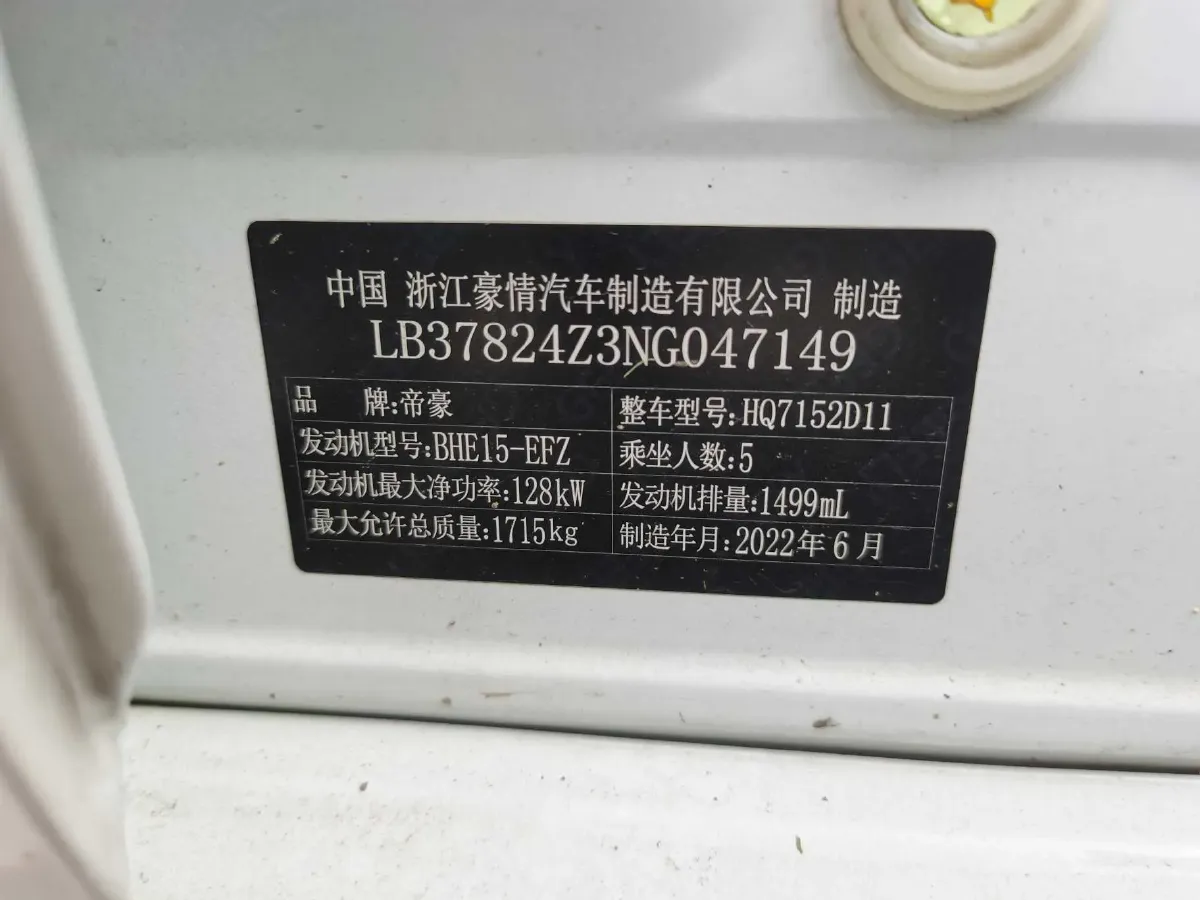 中国 浙江豪情汽车制造有限公司 制造
LB37824Z3NG047149
品 牌:帝豪 整车型号:HQ7152D11
发动机型号:BHE15-EFZ 乘坐人数:5
发动机最大净功率:128kW 发动机排量:1499mL
最大允许总质量:1715kg 制造年月:2022年6月